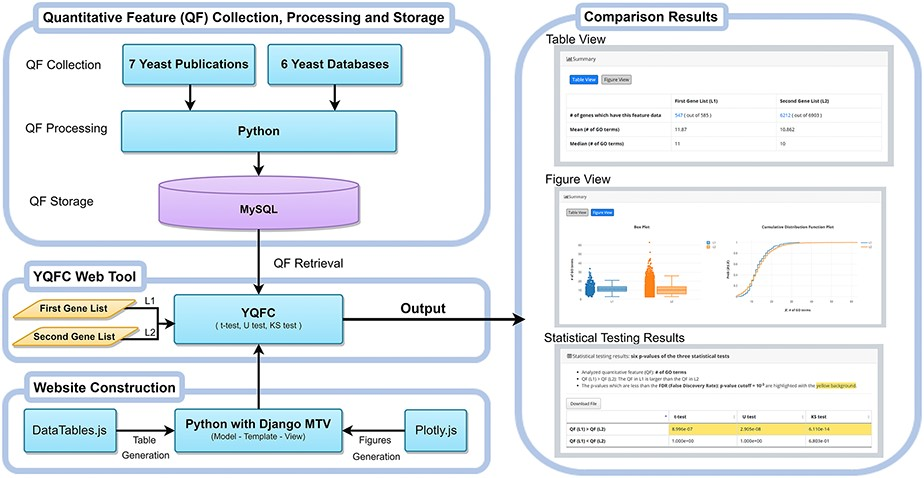 Quantitative Feature (QF) Collection, Processing and Storage
QF Collection
7 Yeast Publications
6 Yeast Databases
QF Processing
Python
QF Storage
MySQL
QF Retrieval
YQFC Web Tool
First Gene List
L1
Second Gene List
L2
YQFC
( t-test, U test, KS test )
Output
Website Construction
DataTables.js
Table
Generation
Python with Django MTV
(Model - Template - View)
Figures
Generation
Plotly.js
Comparison Results
Table View
Summary
Table View
Figure View
First Gene List (L1)
Second Gene List (L2)
# of genes which have this feature data
547 ( out of 585 )
6212 ( out of 6903 )
Mean (# of GO terms)
11.87
10.862
Median (# of GO terms)
11
10
Figure View
Summary
Table View
Figure View
Box Plot
Cumulative Distribution Function Plot
# of GO terms
L1
L2
Statistical Testing Results
Statistical testing results: six p-values of the three statistical tests
Analyzed quantitative feature (QF): # of GO terms
QF (L1) > QF (L2): The QF in L1 is larger than the QF in L2
The p-values which are less than the FDR (False Discovery Rate): p-value cutoff = 10⁻³ are highlighted with the yellow background.
Download File
t-test
U test
KS test
QF (L1) > QF (L2)
8.996e-07
2.905e-08
6.110e-14
QF (L1) < QF (L2)
1.000e+00
1.000e+00
6.803e-01